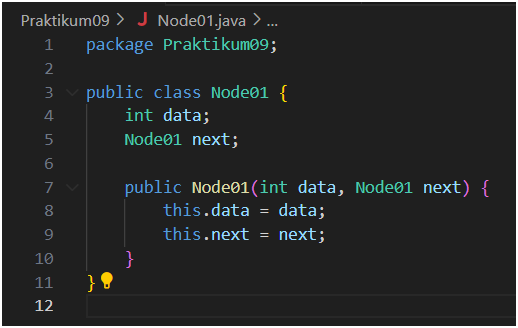 Praktikum09 > J Node01.java > ...
1 package Praktikum09;
2
3 public class Node01 {
4     int data;
5     Node01 next;
6
7     public Node01(int data, Node01 next) {
8         this.data = data;
9         this.next = next;
10     }
11 }
12